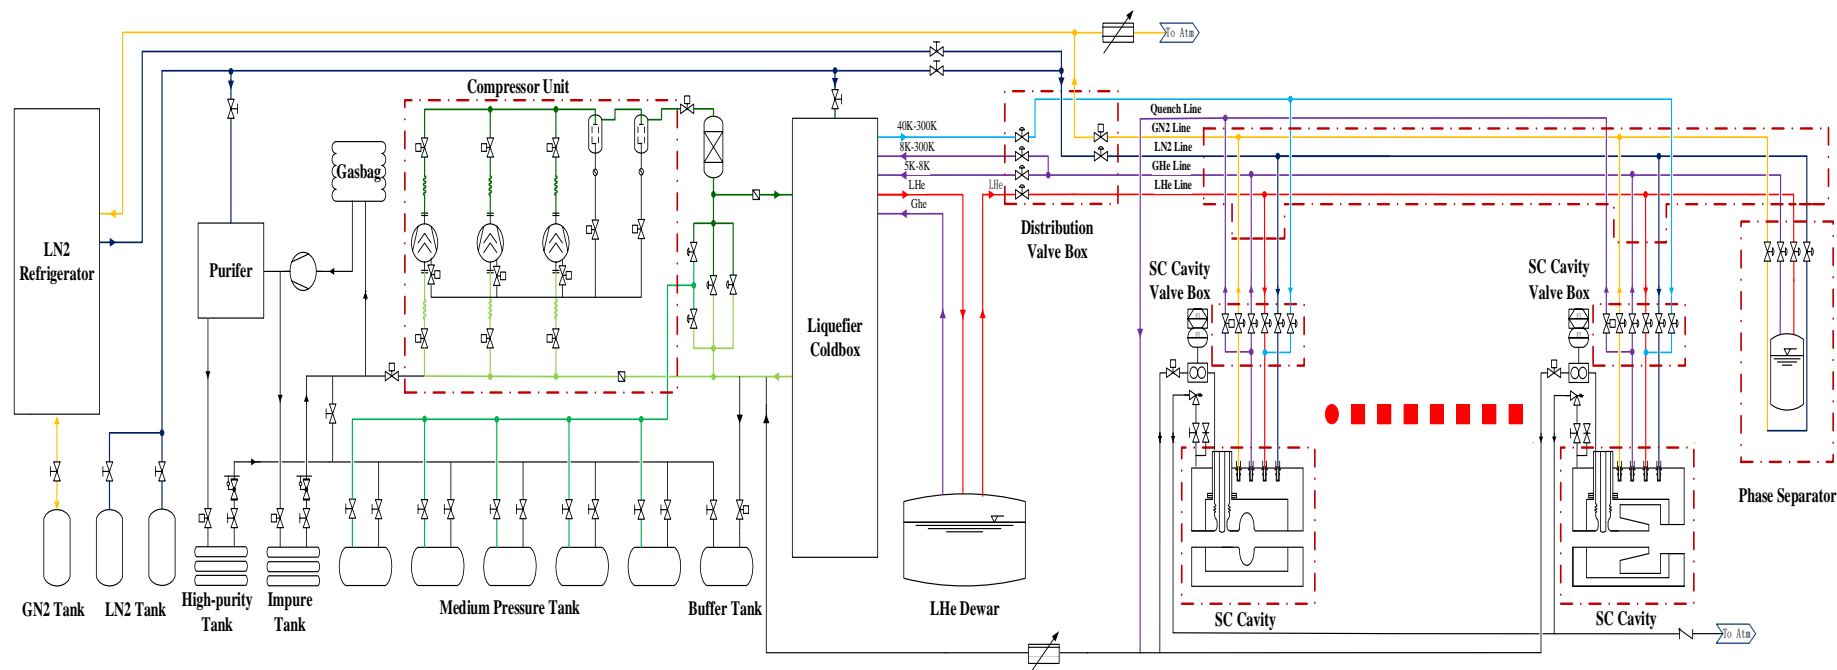 To Atm
Compressor Unit
Quench Line
40K-300K
GN2 Line
8K-300K
LN2 Line
5K-8K
GHe Line
LHe
LHe
LHe Line
Ghe
Gasbag
LN2
Refrigerator
Purifer
Distribution
Valve Box
SC Cavity
Valve Box
SC Cavity
Valve Box
Liquefier
Coldbox
Phase Separator
GN2 Tank
LN2 Tank
High-purity
Tank
Impure
Tank
Medium Pressure Tank
Buffer Tank
LHe Dewar
SC Cavity
SC Cavity
To Atm